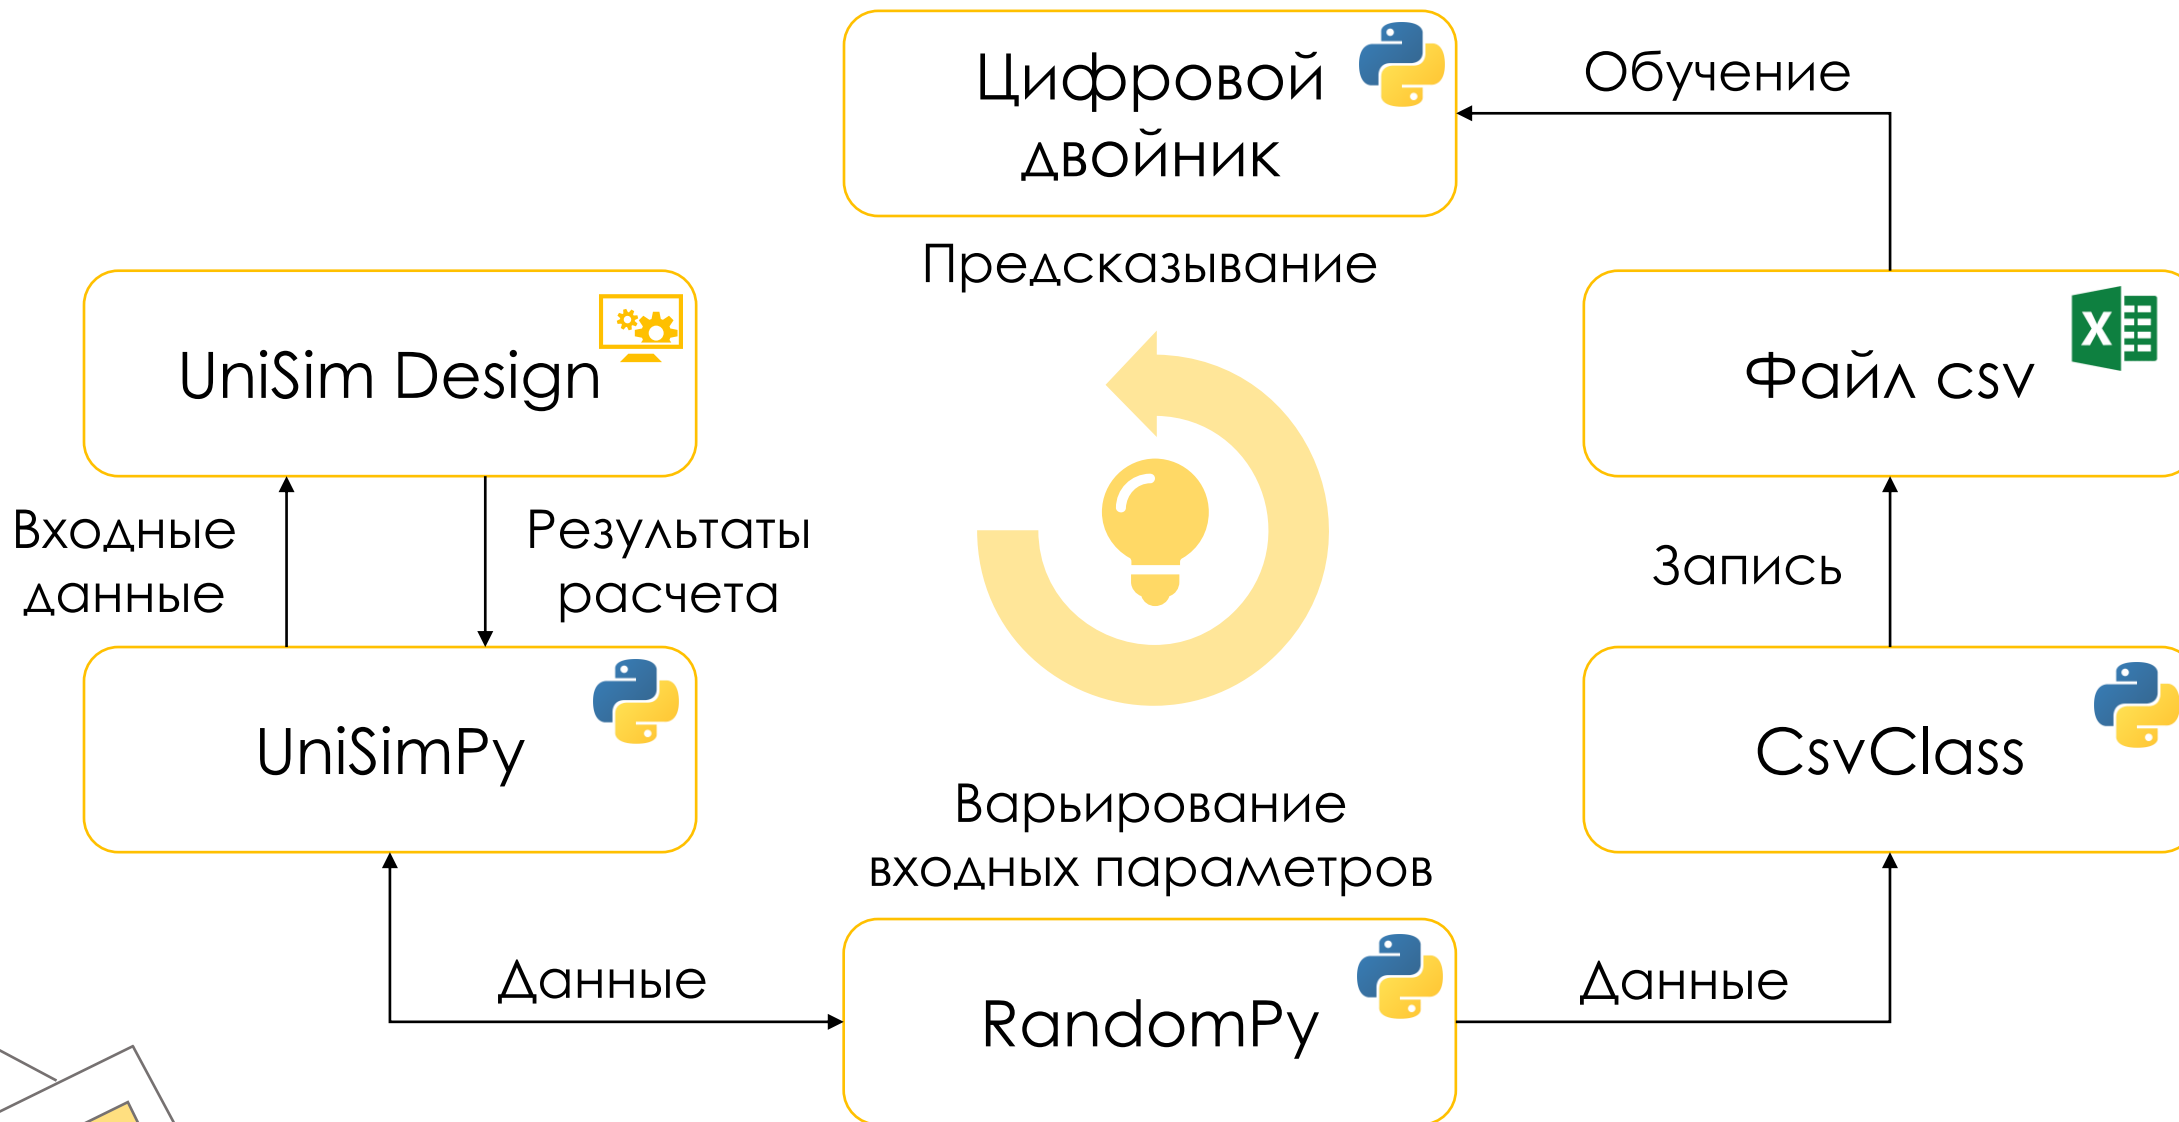 Цифровой
двойник
Обучение
Предсказывание
UniSim Design
Файл csv
Входные
данные
Результаты
расчета
Запись
UniSimPy
CsvClass
Варьирование
входных параметров
Данные
RandomPy
Данные